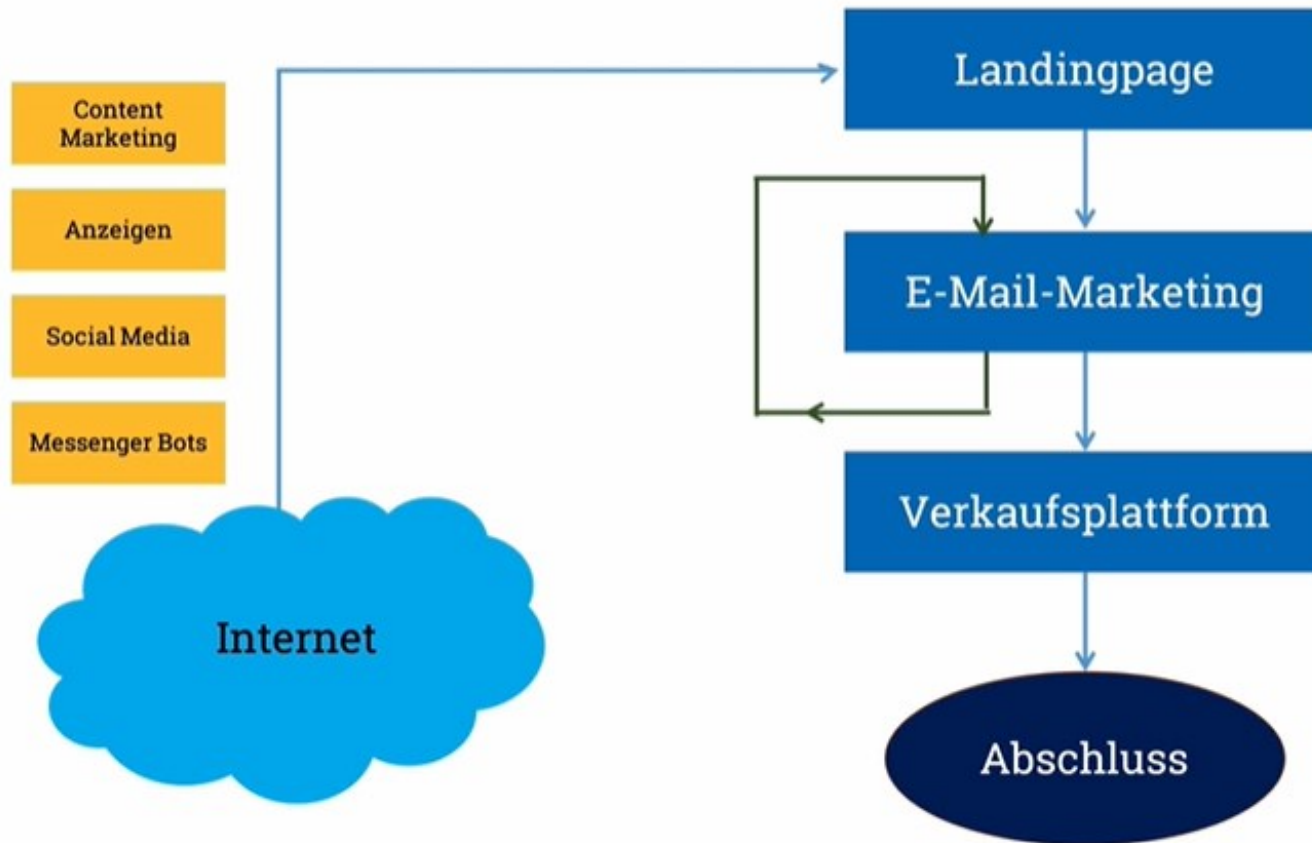 Content
Marketing
Anzeigen
Social Media
Messenger Bots
Internet
Landingpage
E-Mail-Marketing
Verkaufsplattform
Abschluss